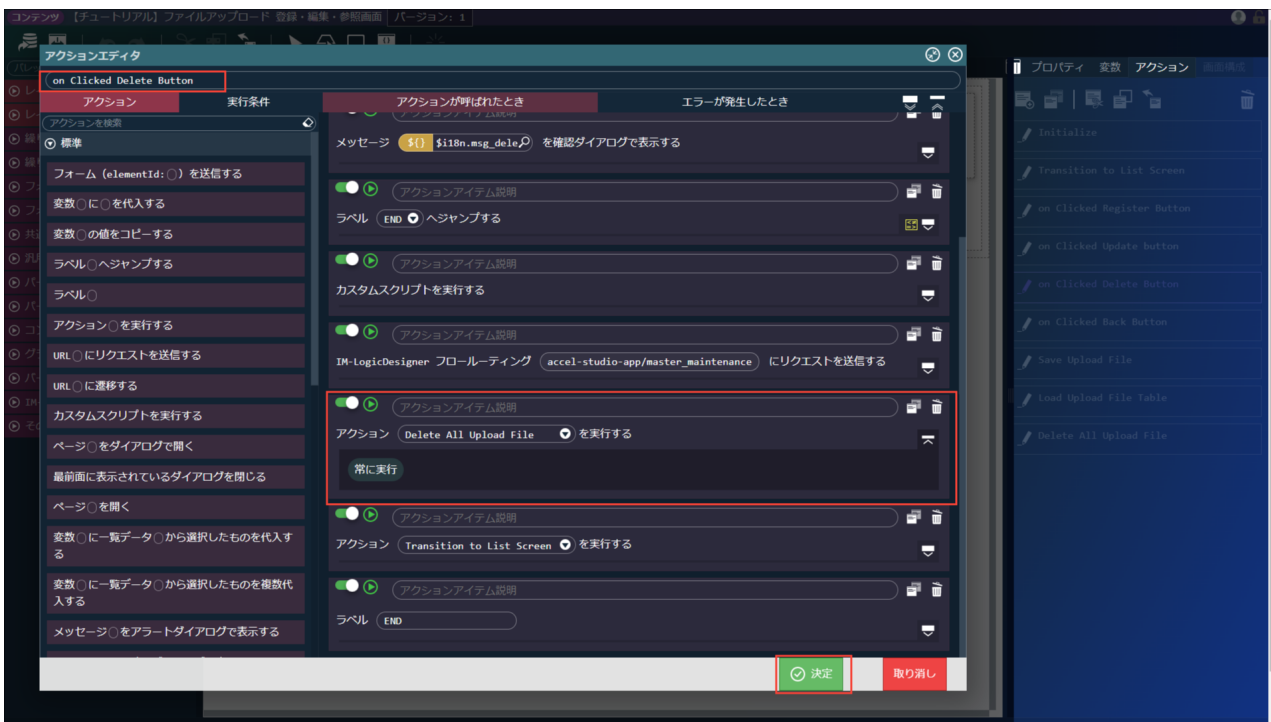 コンテンツ 【チュートリアル】ファイルアップロード 登録・編集・参照画面 バージョン: 1
アクションエディタ
on Clicked Delete Button
アクション 実行条件 アクションが呼ばれたとき エラーが発生したとき
アクションを検索
標準
フォーム (elementId:○) を送信する
変数○に○を代入する
変数○の値をコピーする
ラベル○へジャンプする
ラベル○
アクション○を実行する
URL○にリクエストを送信する
URL○に遷移する
カスタムスクリプトを実行する
ページ○をダイアログで開く
最前面に表示されているダイアログを閉じる
ページ○を開く
変数○に一覧データ○から選択したものを代入す
る
変数○に一覧データ○から選択したものを複数代
入する
メッセージ○をアラートダイアログで表示する
アクションアイテム説明
メッセージ ${} $i18n.msg_dele を確認ダイアログで表示する
アクションアイテム説明
ラベル END へジャンプする
アクションアイテム説明
カスタムスクリプトを実行する
アクションアイテム説明
IM-LogicDesigner フロールーティング accel-studio-app/master_maintenance にリクエストを送信する
アクションアイテム説明
アクション Delete All Upload File を実行する
常に実行
アクションアイテム説明
アクション Transition to List Screen を実行する
アクションアイテム説明
ラベル END
決定 取り消し
プロパティ 変数 アクション 画面構成
Initialize
Transition to List Screen
on Clicked Register Button
on Clicked Update button
on Clicked Delete Button
on Clicked Back Button
Save Upload File
Load Upload File Table
Delete All Upload File